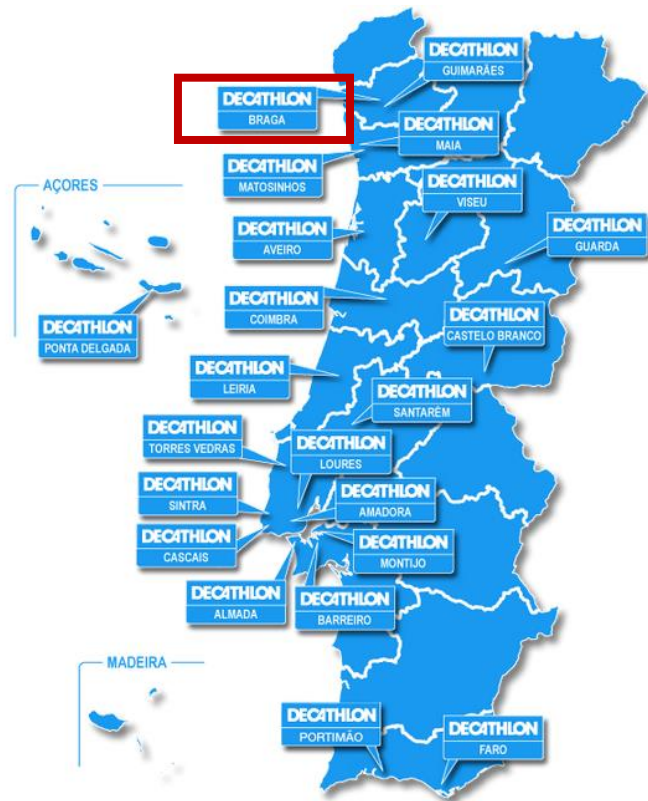 DECATHLON
GUIMARÃES
DECATHLON
BRAGA
DECATHLON
MAIA
DECATHLON
MATOSINHOS
DECATHLON
VISEU
AÇORES
DECATHLON
AVEIRO
DECATHLON
GUARDA
DECATHLON
COIMBRA
DECATHLON
PONTA DELGADA
DECATHLON
CASTELO BRANCO
DECATHLON
LEIRIA
DECATHLON
SANTARÉM
DECATHLON
TORRES VEDRAS
DECATHLON
LOURES
DECATHLON
SINTRA
DECATHLON
AMADORA
DECATHLON
CASCAIS
DECATHLON
MONTIJO
DECATHLON
ALMADA
DECATHLON
BARREIRO
MADEIRA
DECATHLON
PORTIMÃO
DECATHLON
FARO